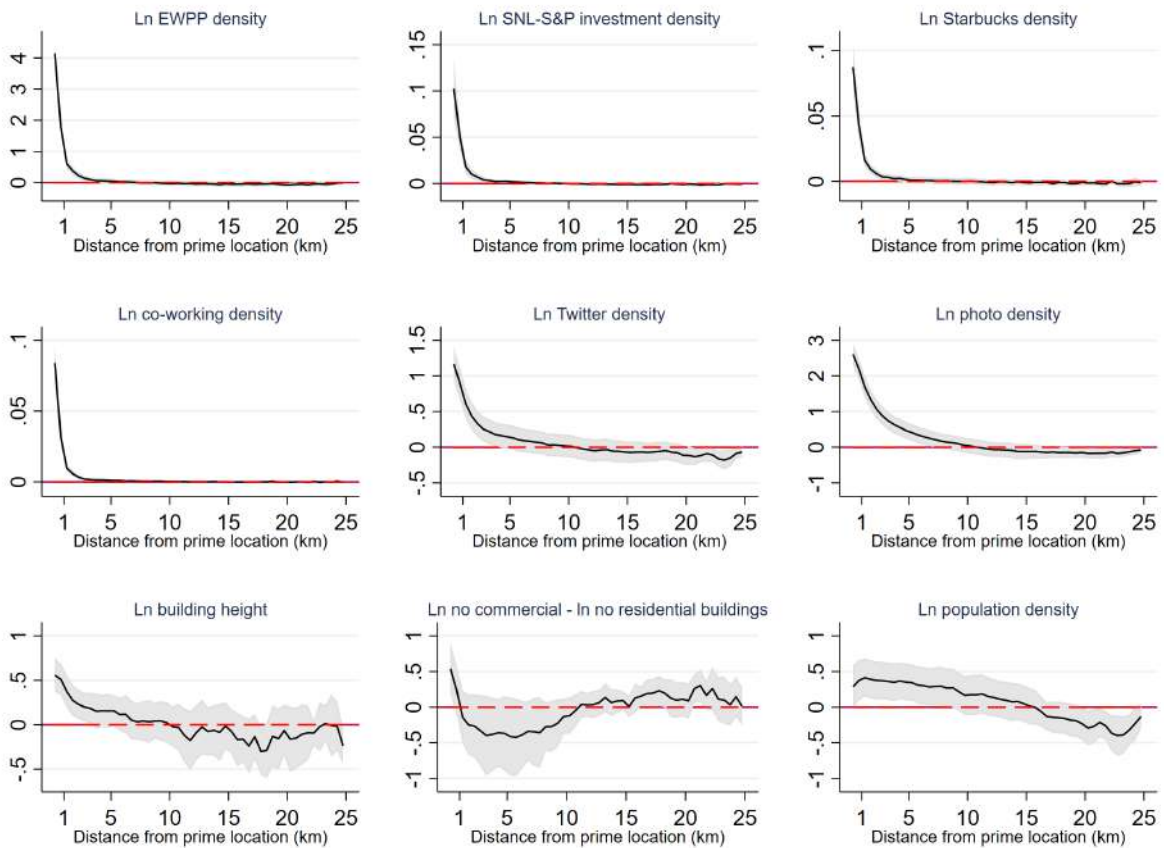 Ln EWPP density
4
3
2
1
0
1 5 10 15 20 25
Distance from prime location (km)
Ln SNL-S&P investment density
.15
.1
.05
0
1 5 10 15 20 25
Distance from prime location (km)
Ln Starbucks density
.1
.05
0
1 5 10 15 20 25
Distance from prime location (km)
Ln co-working density
.1
.05
0
1 5 10 15 20 25
Distance from prime location (km)
Ln Twitter density
1.5
1
.5
0
-.5
1 5 10 15 20 25
Distance from prime location (km)
Ln photo density
3
2
1
0
-1
1 5 10 15 20 25
Distance from prime location (km)
Ln building height
1
.5
0
-.5
1 5 10 15 20 25
Distance from prime location (km)
Ln no commercial - ln no residential buildings
1
.5
0
-.5
-1
1 5 10 15 20 25
Distance from prime location (km)
Ln population density
1
.5
0
-.5
-1
1 5 10 15 20 25
Distance from prime location (km)